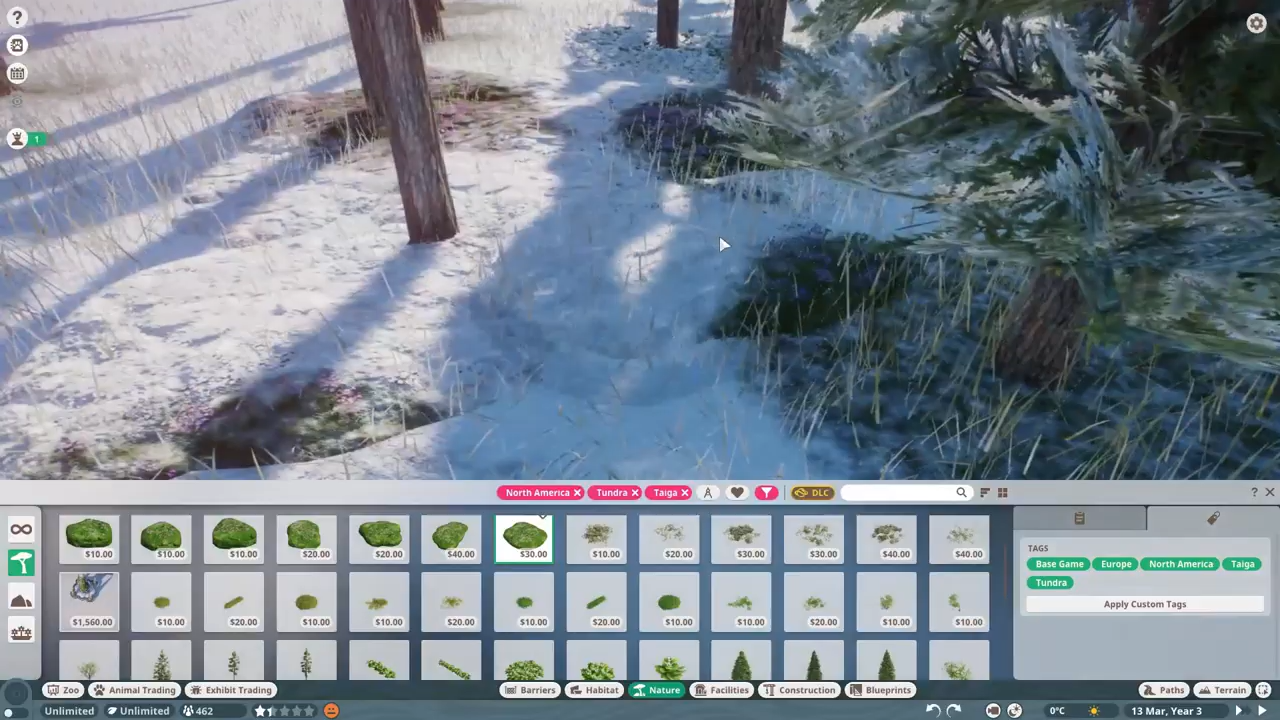 ?
1
North America × Tundra × Taiga × DLC ? ×
$10.00 $10.00 $10.00 $20.00 $20.00 $40.00 $30.00 $10.00 $20.00 $30.00 $30.00 $40.00 $40.00
$1,560.00 $10.00 $20.00 $10.00 $10.00 $20.00 $10.00 $20.00 $10.00 $10.00 $20.00 $10.00 $10.00
TAGS
Base Game Europe North America Taiga
Tundra
Apply Custom Tags
Zoo Animal Trading Exhibit Trading Barriers Habitat Nature Facilities Construction Blueprints Paths Terrain
Unlimited Unlimited 462 0°C 13 Mar, Year 3